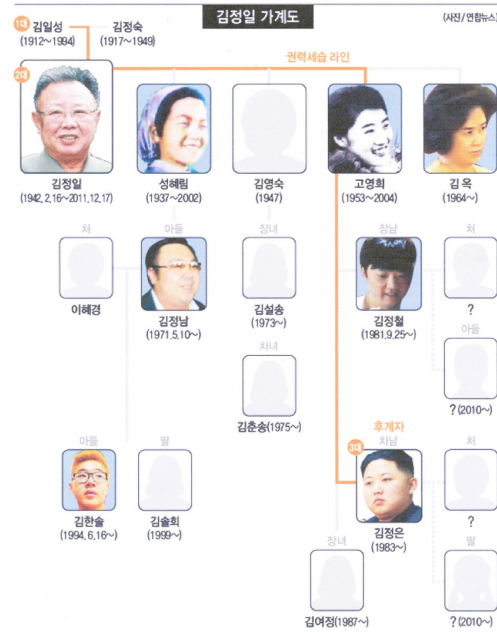 김정일 가계도
(사진/연합뉴스)
1대 김일성 김정숙
(1912~1994) (1917~1949)
권력세습 라인
2대
김정일 성혜림 김영숙 고영희 김 옥
(1942, 2.16~2011.12.17) (1937~2002) (1947) (1953~2004) (1964~)
처 아들 장녀 장남 처
이혜경 김정남 김설송 김정철 ?
(1971.5.10~) (1973~) (1981.9.25~)
아들
차녀
?(2010~)
김춘송(1975~)
후계자
아들 딸 3대 차남 처
김한솔 김솔희 김정은 ?
(1994.6.16~) (1999~) (1983~)
장녀 딸
김여정(1987~) ?(2010~)